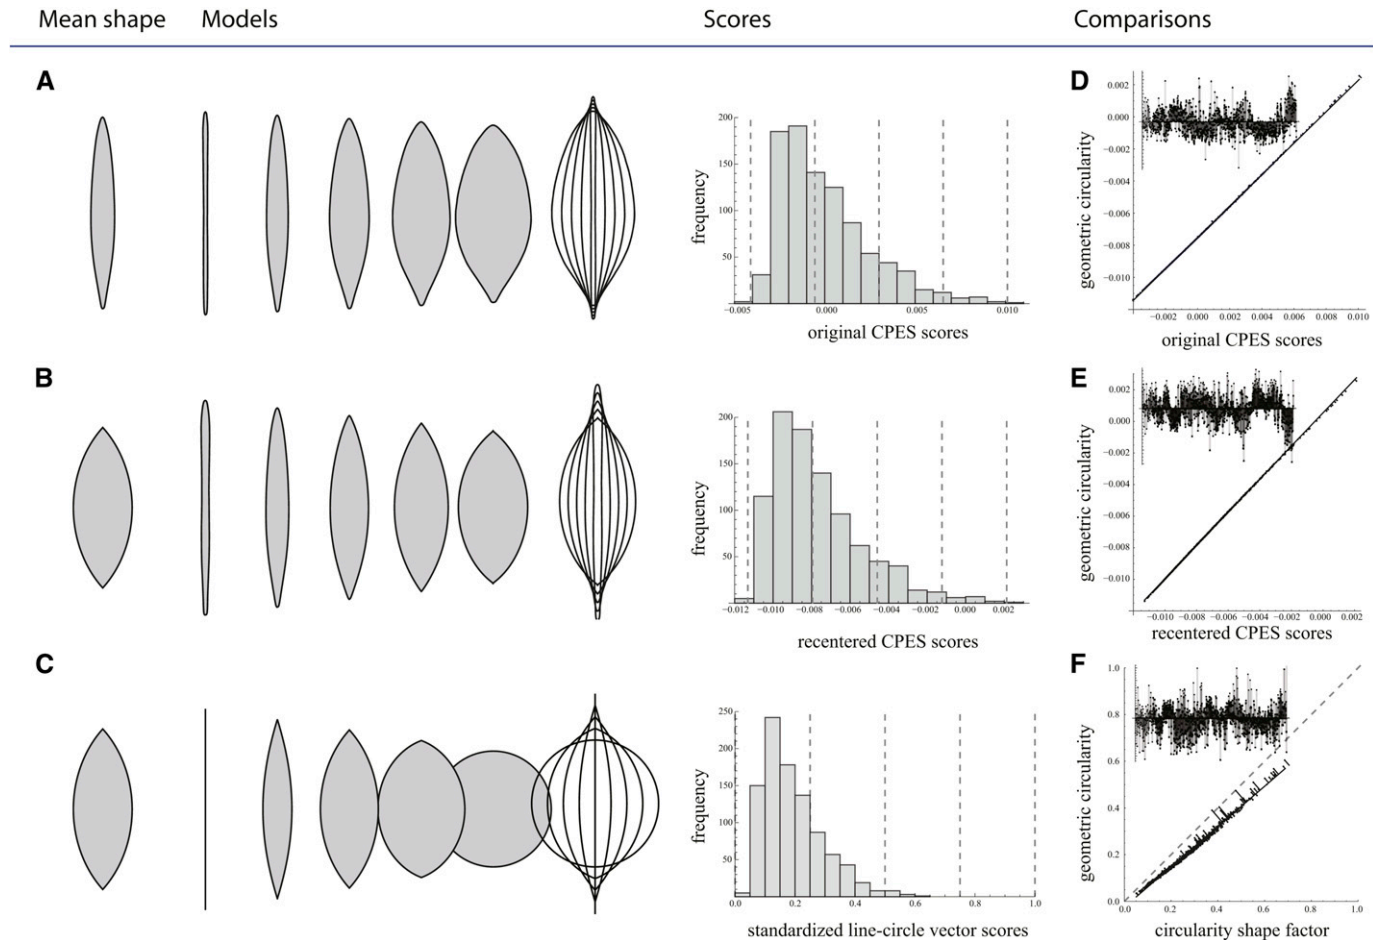 Mean shape Models Scores Comparisons
A
200
150
100
50
frequency
−0.005 0.000 0.005 0.010
original CPES scores
D
0.002
0.000
−0.002
−0.004
−0.006
−0.008
−0.010
geometric circularity
−0.002 0.000 0.002 0.004 0.006 0.008 0.010
original CPES scores
B
200
150
100
50
frequency
−0.012 −0.010 −0.008 −0.006 −0.004 −0.002 0.000 0.002
recentered CPES scores
E
0.002
0.000
−0.002
−0.004
−0.006
−0.008
−0.010
geometric circularity
−0.010 −0.008 −0.006 −0.004 −0.002 0.000 0.002
recentered CPES scores
C
250
200
150
100
50
frequency
0.0 0.2 0.4 0.6 0.8 1.0
standardized line-circle vector scores
F
1.0
0.8
0.6
0.4
0.2
0.0
geometric circularity
0.0 0.2 0.4 0.6 0.8 1.0
circularity shape factor